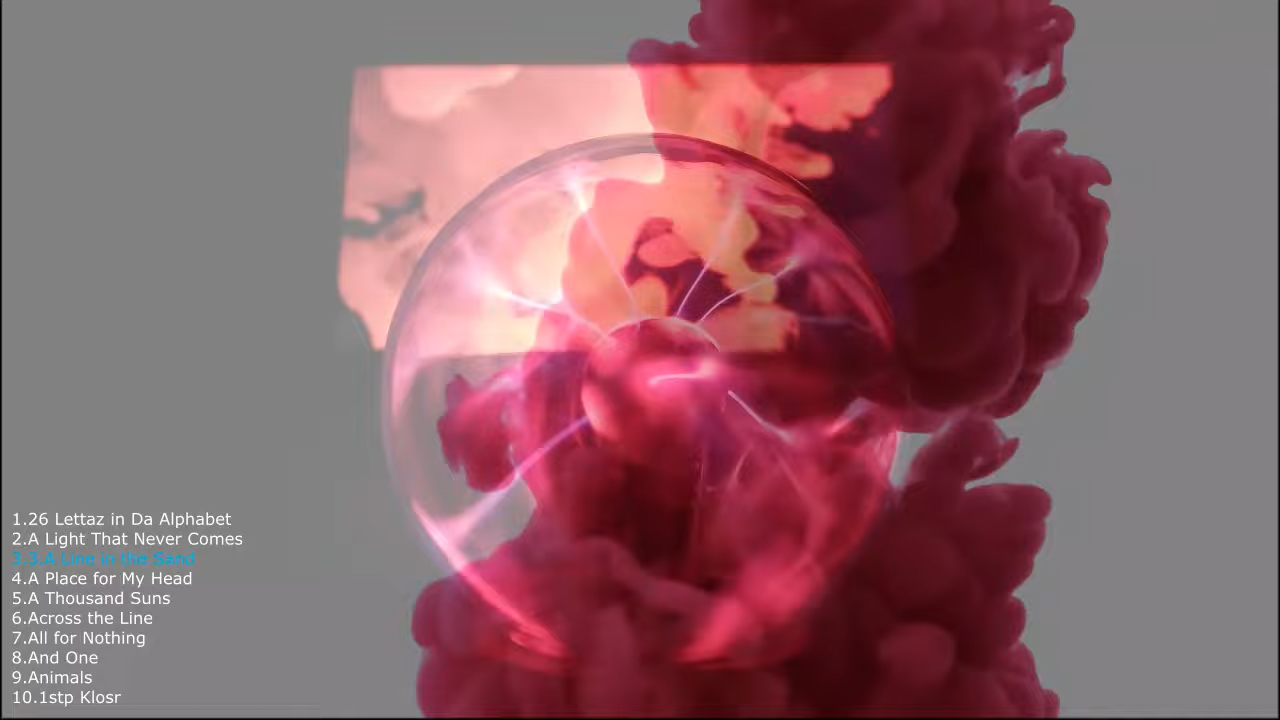 1.26 Lettaz in Da Alphabet
2.A Light That Never Comes
3.3.A Line in the Sand
4.A Place for My Head
5.A Thousand Suns
6.Across the Line
7.All for Nothing
8.And One
9.Animals
10.1stp Klosr